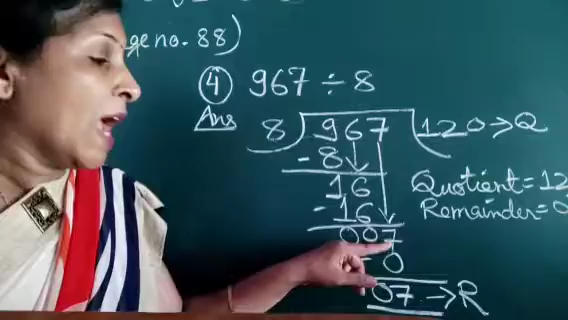 ge no. 88)
④ 967 ÷ 8
Ans
8) 967 (120 → Q
- 8
16
- 16
007
- 0
07 → R
Quotient = 12
Remainder = 0